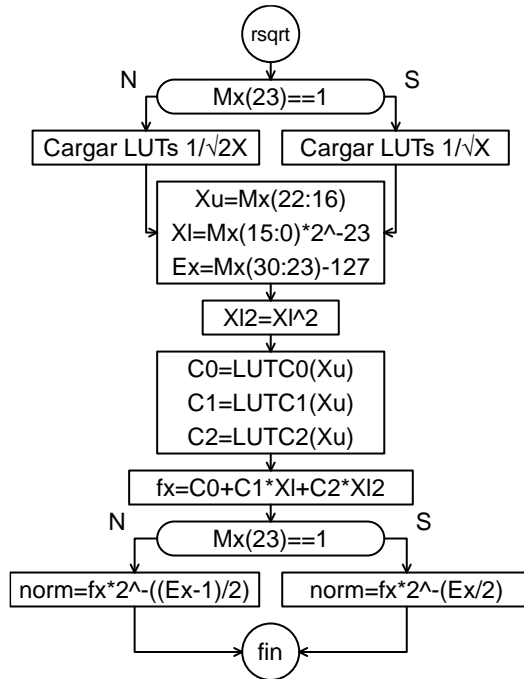 rsqrt
N
S
Mx(23)==1
Cargar LUTs 1/√2X
Cargar LUTs 1/√X
Xu=Mx(22:16)
Xl=Mx(15:0)*2^-23
Ex=Mx(30:23)-127
Xl2=Xl^2
C0=LUTC0(Xu)
C1=LUTC1(Xu)
C2=LUTC2(Xu)
fx=C0+C1*Xl+C2*Xl2
N
S
Mx(23)==1
norm=fx*2^-((Ex-1)/2)
norm=fx*2^-(Ex/2)
fin